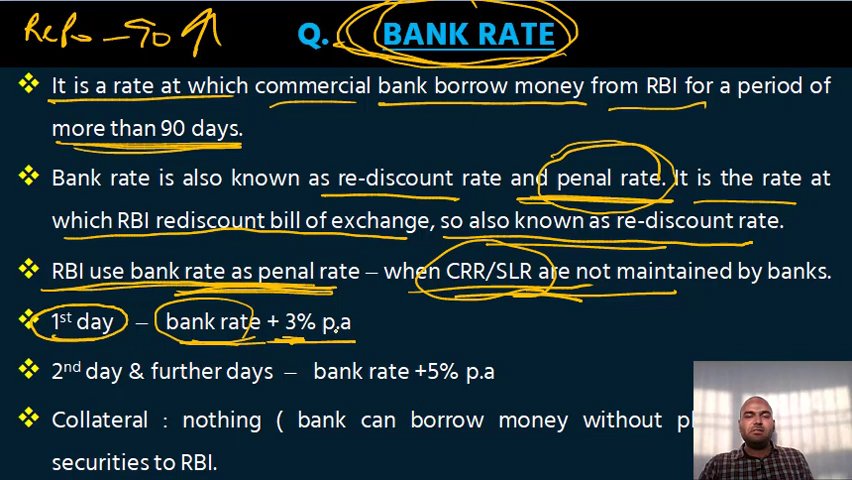 Repo - 90
Q. BANK RATE
It is a rate at which commercial bank borrow money from RBI for a period of
more than 90 days.
Bank rate is also known as re-discount rate and penal rate. It is the rate at
which RBI rediscount bill of exchange, so also known as re-discount rate.
RBI use bank rate as penal rate – when CRR/SLR are not maintained by banks.
1st day – bank rate + 3% p.a
2nd day & further days – bank rate +5% p.a
Collateral : nothing ( bank can borrow money without
securities to RBI.